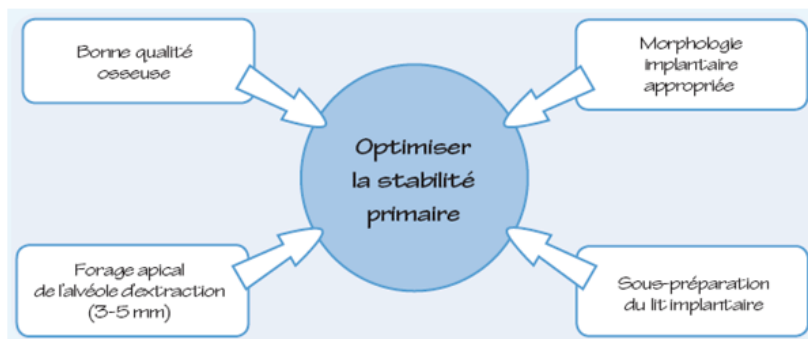 Bonne qualité
osseuse
Morphologie
implantaire
appropriée
Optimiser
la stabilité
primaire
Forage apical
de l'alvéole d'extraction
(3-5 mm)
Sous-préparation
du lit implantaire